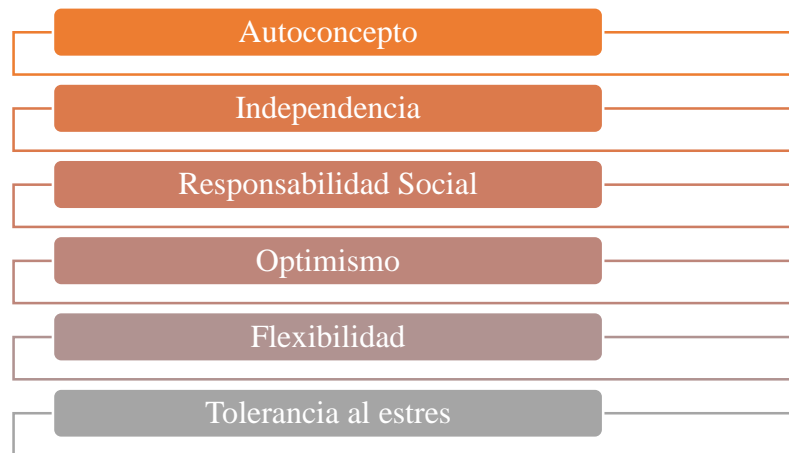 Autoconcepto
Independencia
Responsabilidad Social
Optimismo
Flexibilidad
Tolerancia al estres